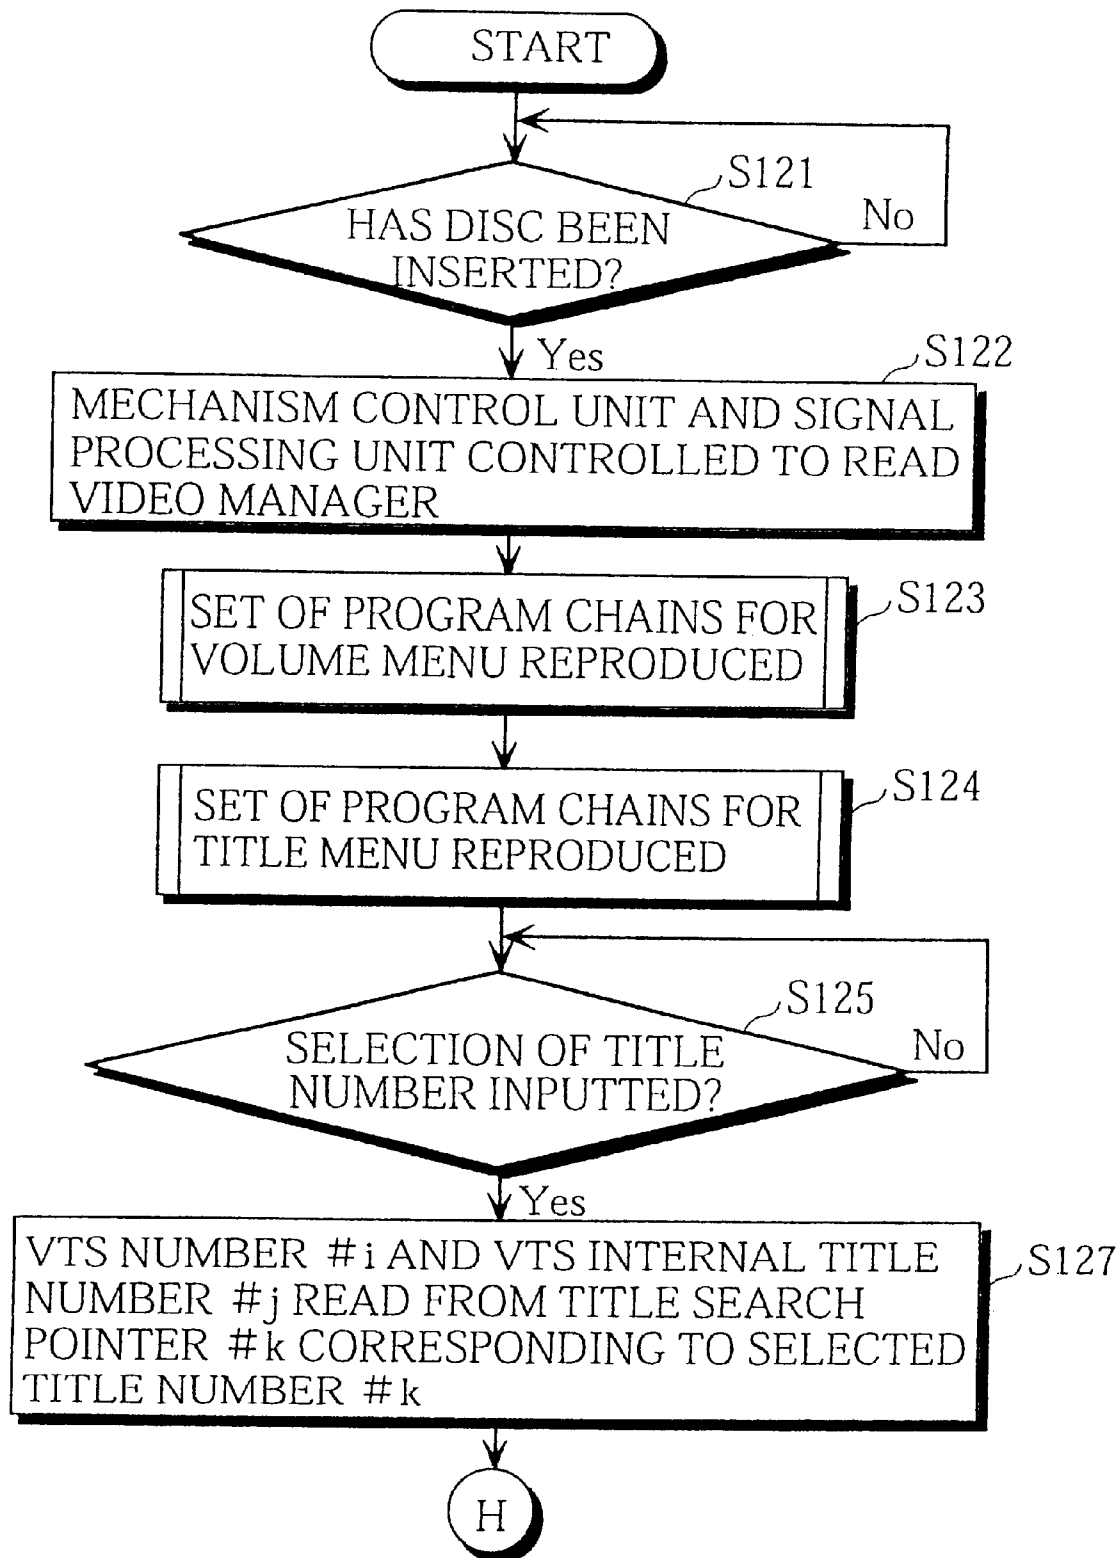 START
S121
No
HAS DISC BEEN
INSERTED?
Yes
S122
MECHANISM CONTROL UNIT AND SIGNAL
PROCESSING UNIT CONTROLLED TO READ
VIDEO MANAGER
S123
SET OF PROGRAM CHAINS FOR
VOLUME MENU REPRODUCED
S124
SET OF PROGRAM CHAINS FOR
TITLE MENU REPRODUCED
S125
No
SELECTION OF TITLE
NUMBER INPUTTED?
Yes
S127
VTS NUMBER #i AND VTS INTERNAL TITLE
NUMBER #j READ FROM TITLE SEARCH
POINTER #k CORRESPONDING TO SELECTED
TITLE NUMBER #k
H